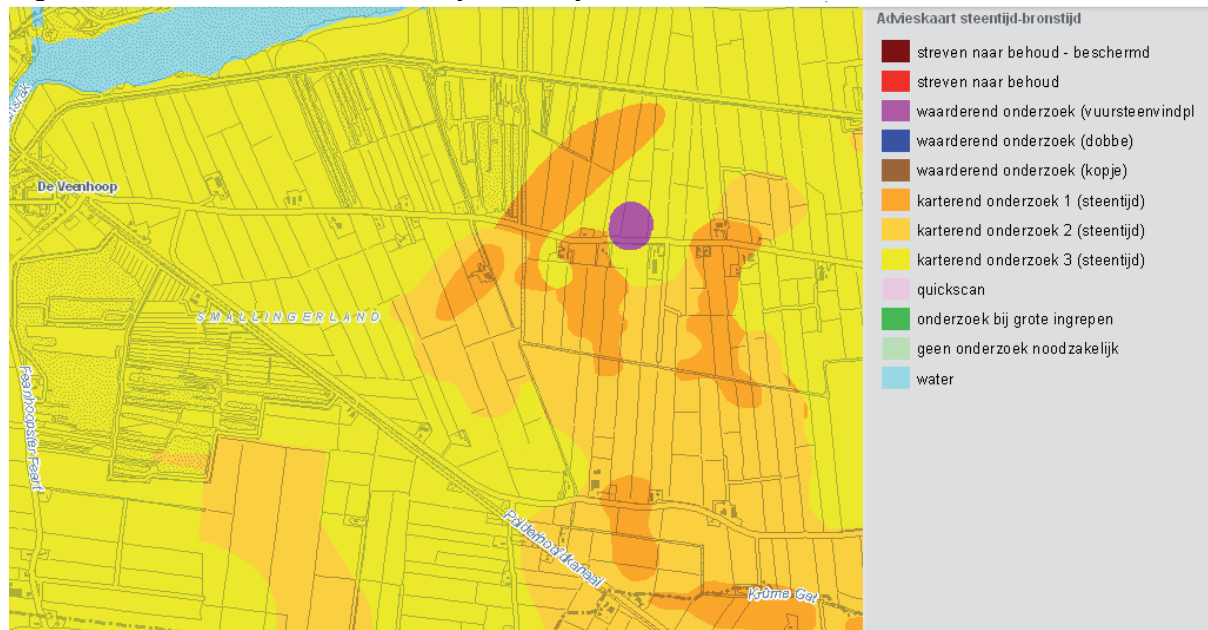 Advieskaart steentijd-bronstijd
streven naar behoud - beschermd
streven naar behoud
waarderend onderzoek (vuursteenvindpl
waarderend onderzoek (dobbe)
waarderend onderzoek (kopje)
karterend onderzoek 1 (steentijd)
karterend onderzoek 2 (steentijd)
karterend onderzoek 3 (steentijd)
quickscan
onderzoek bij grote ingrepen
geen onderzoek noodzakelijk
water
De Veenhoop
SMALLINGERLAND
Feanhoopster Feart
Polderhoofdkanaal
Krûme Gat